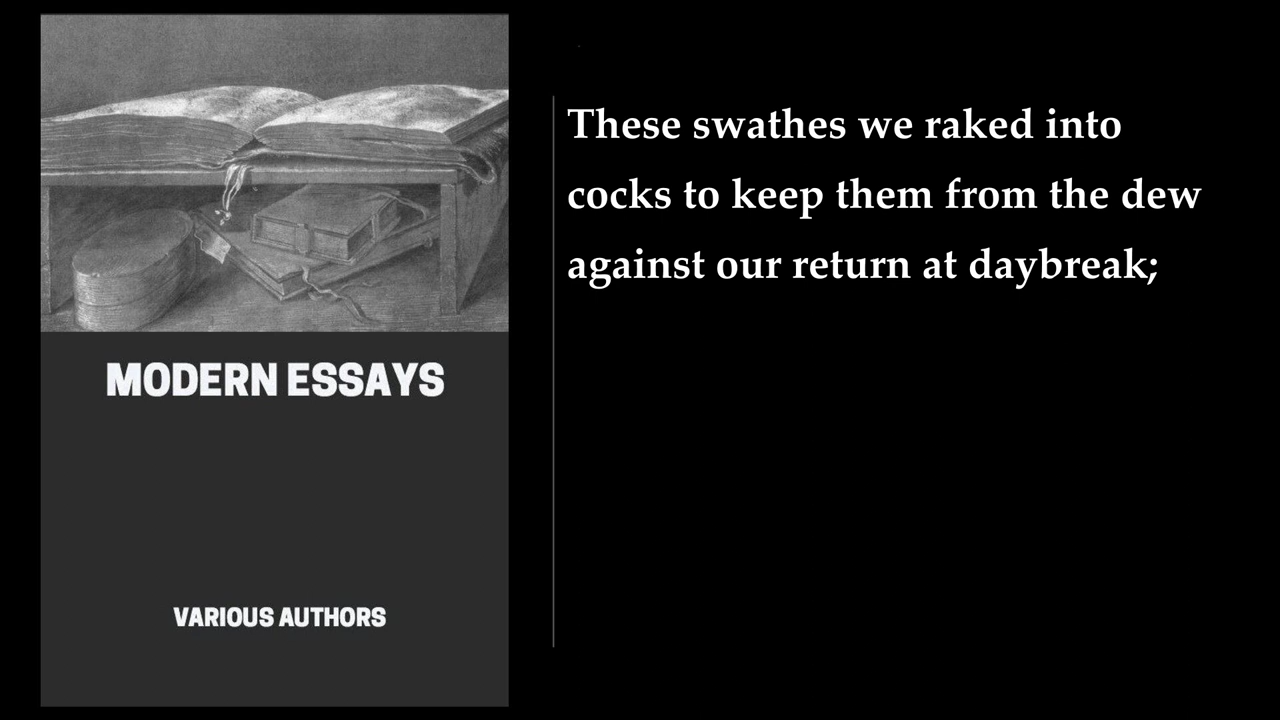 MODERN ESSAYS
VARIOUS AUTHORS
These swathes we raked into
cocks to keep them from the dew
against our return at daybreak;